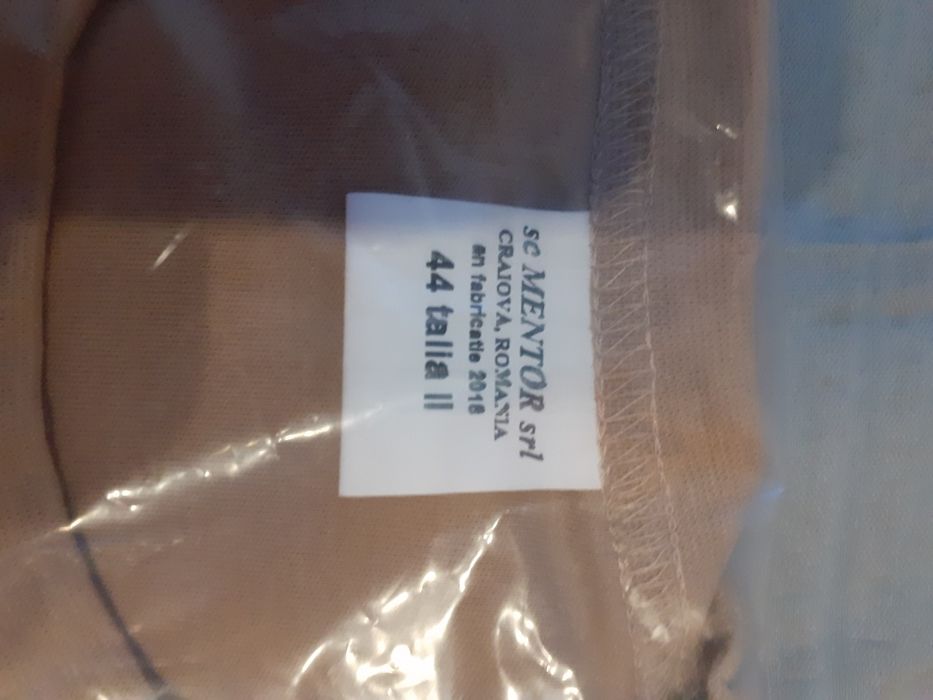 SC MENTOR srl
CRAIOVA, ROMANIA
an fabricatie 2018
44 talia II